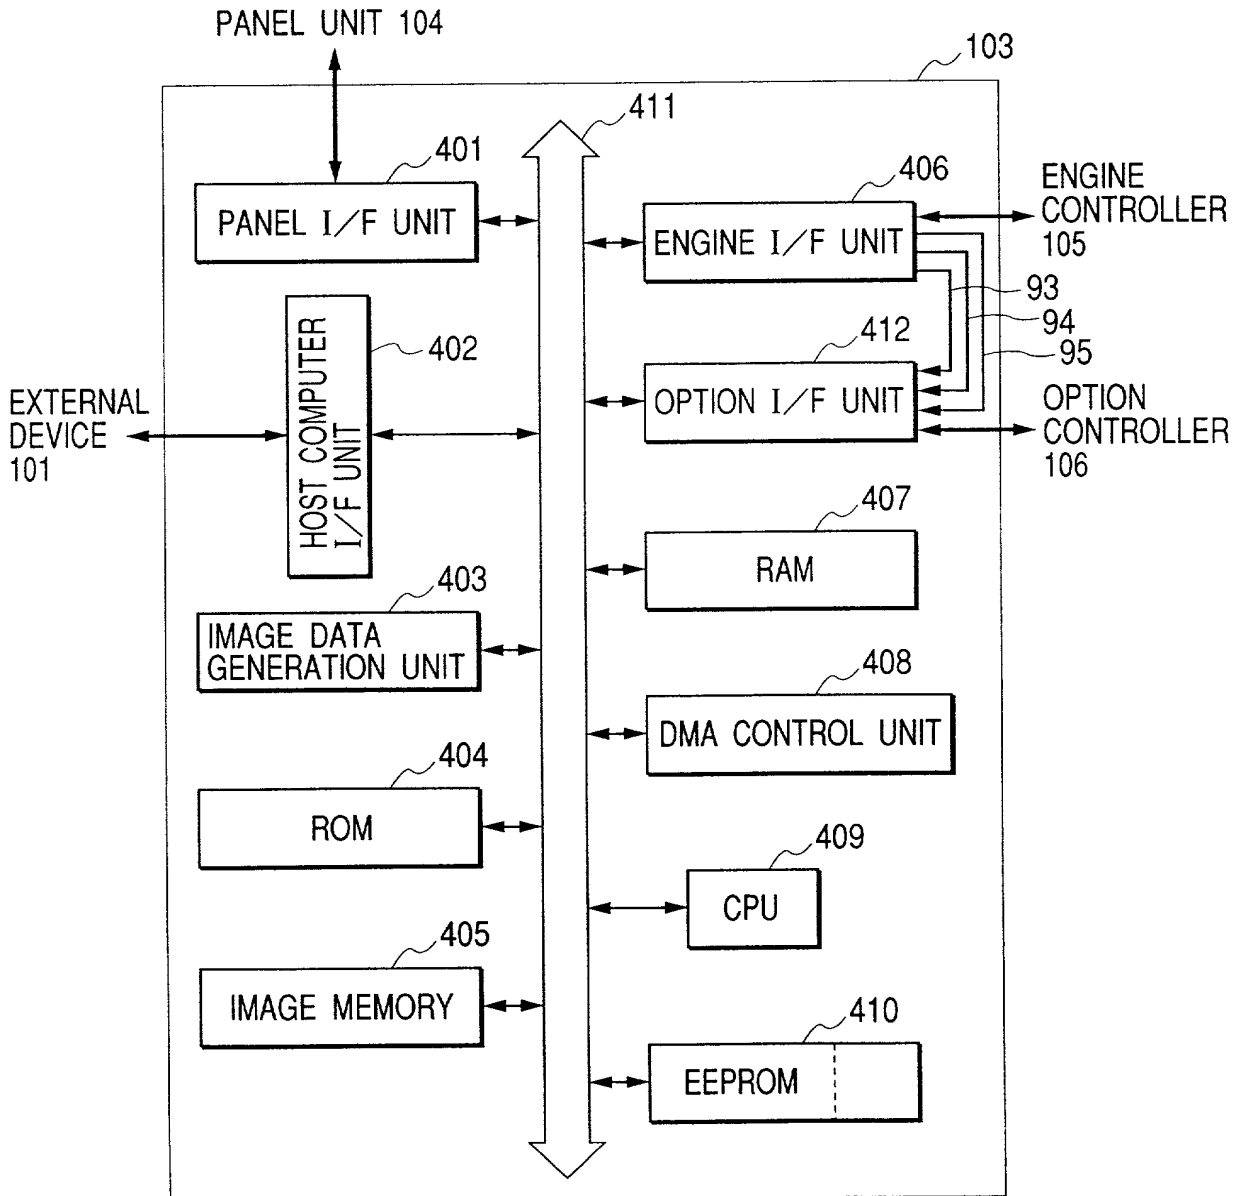 PANEL UNIT 104
103
411
401
PANEL I/F UNIT
406
ENGINE I/F UNIT
ENGINE
CONTROLLER
105
93
94
95
402
HOST COMPUTER
I/F UNIT
412
OPTION I/F UNIT
EXTERNAL
DEVICE
101
OPTION
CONTROLLER
106
407
RAM
403
IMAGE DATA
GENERATION UNIT
408
DMA CONTROL UNIT
404
ROM
409
CPU
405
IMAGE MEMORY
410
EEPROM